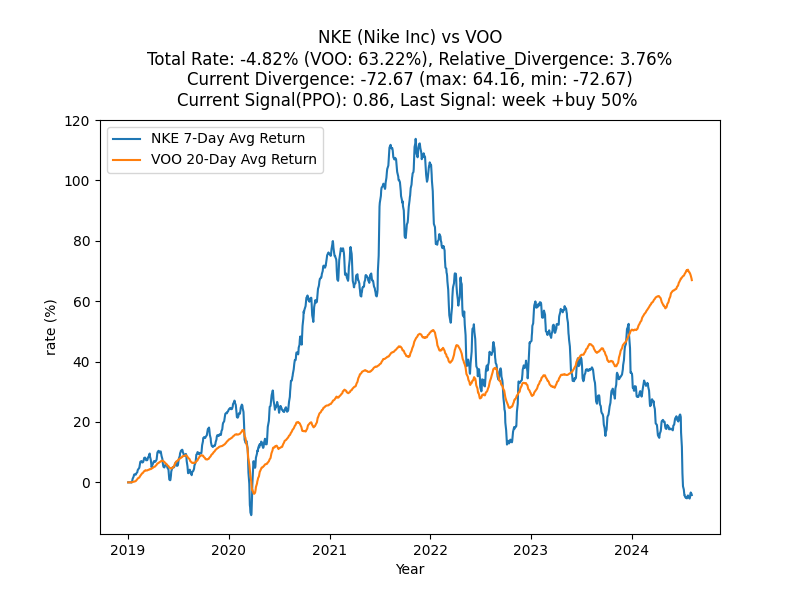 NKE (Nike Inc) vs VOO
Total Rate: -4.82% (VOO: 63.22%), Relative_Divergence: 3.76%
Current Divergence: -72.67 (max: 64.16, min: -72.67)
Current Signal(PPO): 0.86, Last Signal: week +buy 50%
NKE 7-Day Avg Return
VOO 20-Day Avg Return
rate (%)
120
100
80
60
40
20
0
2019 2020 2021 2022 2023 2024
Year